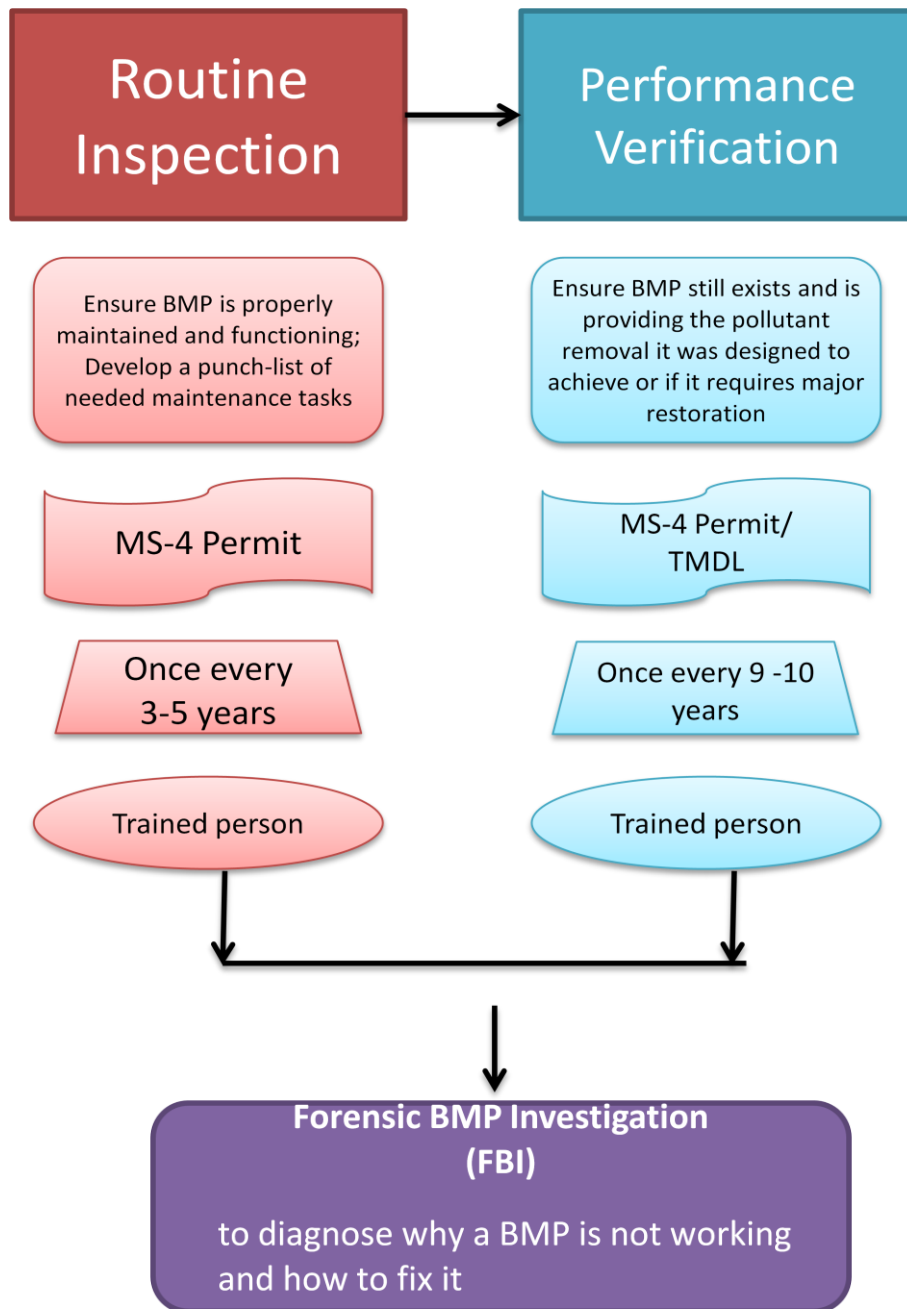 Routine
Inspection
Performance
Verification
Ensure BMP is properly
maintained and functioning;
Develop a punch-list of
needed maintenance tasks
Ensure BMP still exists and is
providing the pollutant
removal it was designed to
achieve or if it requires major
restoration
MS-4 Permit
MS-4 Permit/
TMDL
Once every
3-5 years
Once every 9 -10
years
Trained person
Trained person
Forensic BMP Investigation
(FBI)
to diagnose why a BMP is not working
and how to fix it